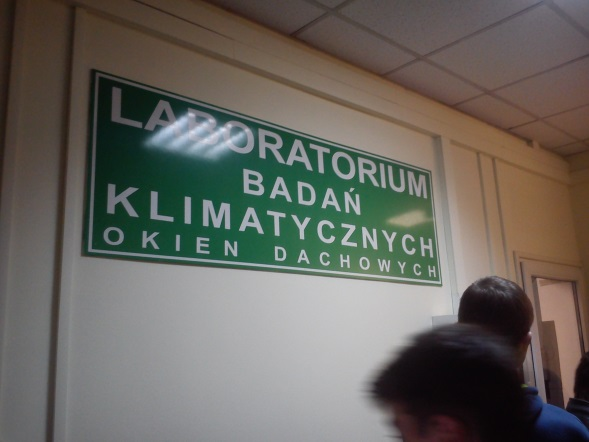 LABORATORIUM
BADAŃ
KLIMATYCZNYCH
OKIEN DACHOWYCH